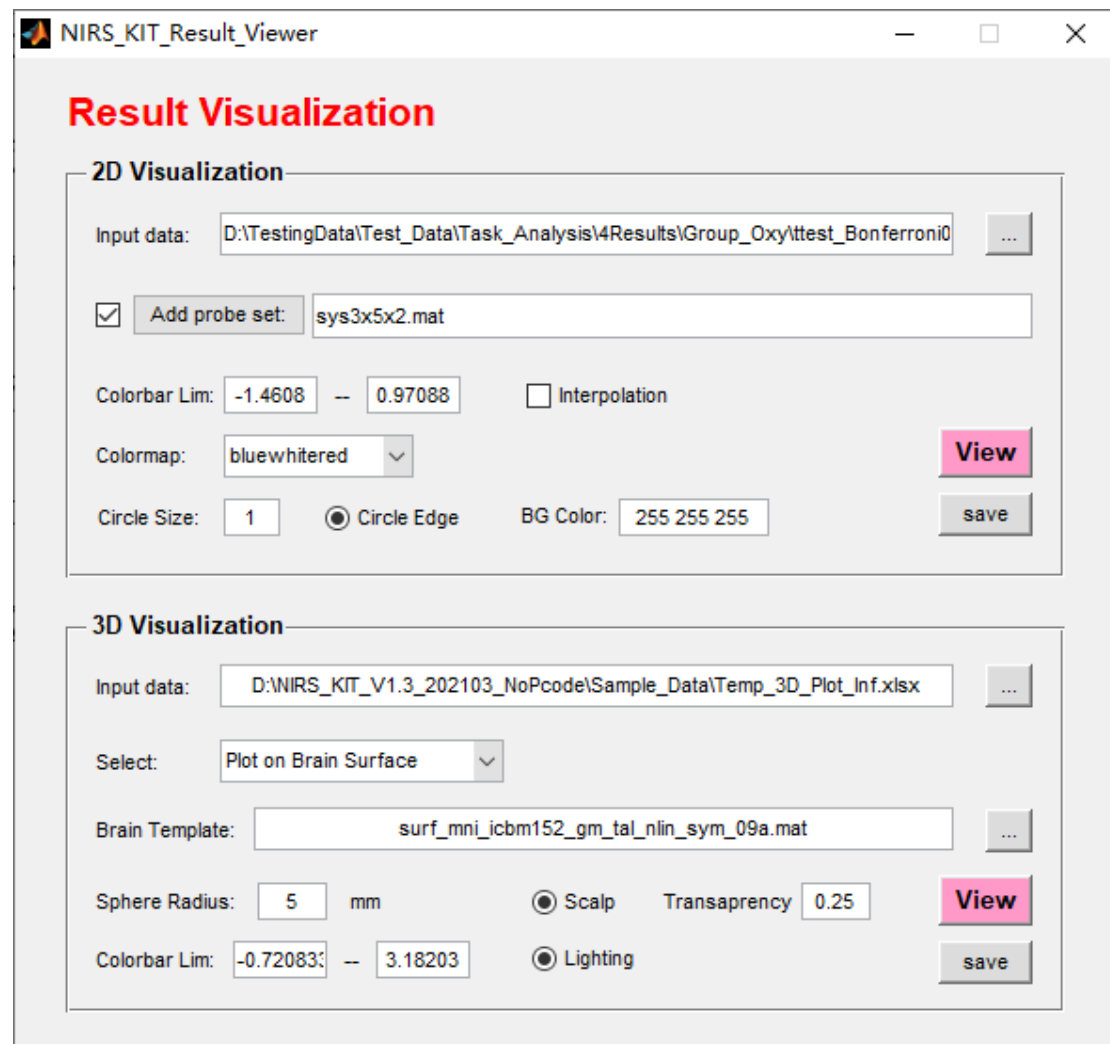 NIRS_KIT_Result_Viewer
Result Visualization
2D Visualization
Input data: D:\TestingData\Test_Data\Task_Analysis\4Results\Group_Oxy\ttest_Bonferroni0 ...
Add probe set: sys3x5x2.mat
Colorbar Lim: -1.4608 -- 0.97088 Interpolation
Colormap: bluewhitered View
Circle Size: 1 Circle Edge BG Color: 255 255 255 save
3D Visualization
Input data: D:\NIRS_KIT_V1.3_202103_NoPcode\Sample_Data\Temp_3D_Plot_Inf.xlsx ...
Select: Plot on Brain Surface
Brain Template: surf_mni_icbm152_gm_tal_nlin_sym_09a.mat ...
Sphere Radius: 5 mm Scalp Transaprency 0.25 View
Colorbar Lim: -0.720833 -- 3.18203 Lighting save